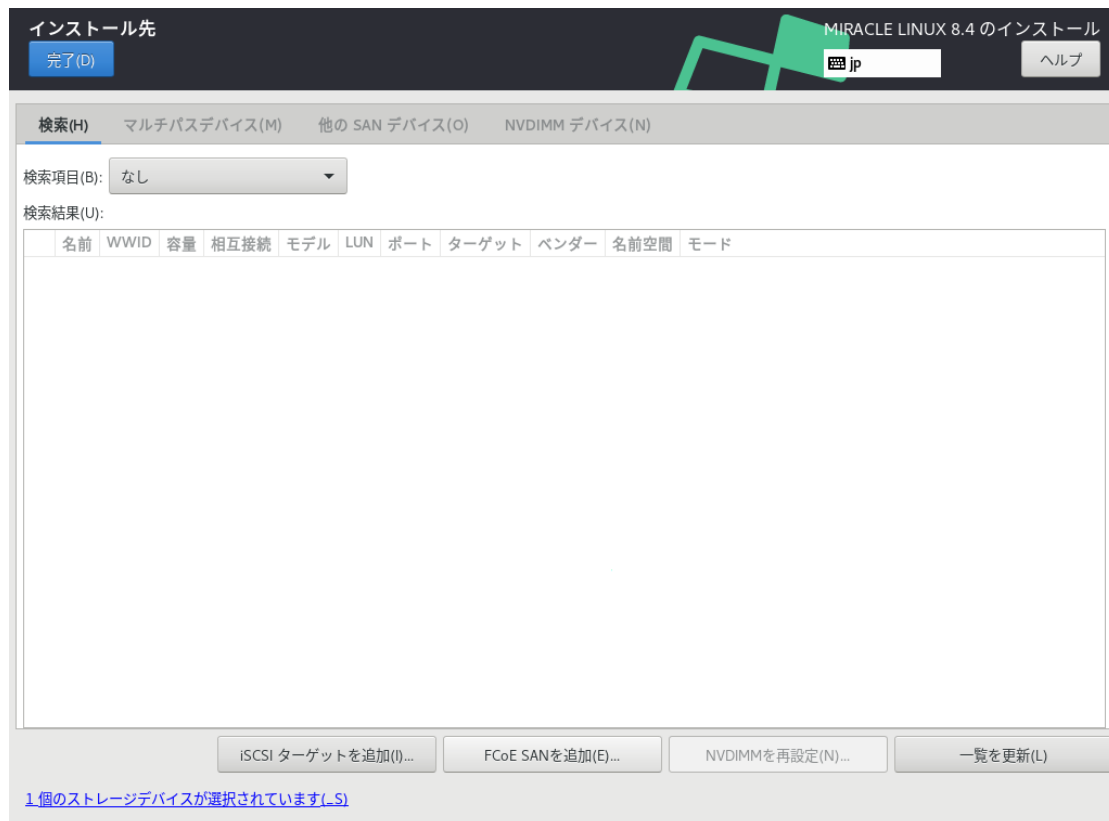 インストール先
MIRACLE LINUX 8.4 のインストール
完了(D)
jp
ヘルプ
検索(H) マルチパスデバイス(M) 他の SAN デバイス(O) NVDIMM デバイス(N)
検索項目(B): なし
検索結果(U):
名前 WWID 容量 相互接続 モデル LUN ポート ターゲット ベンダー 名前空間 モード
iSCSI ターゲットを追加(I)... FCoE SANを追加(E)... NVDIMMを再設定(N)... 一覧を更新(L)
1 個のストレージデバイスが選択されています(_S)